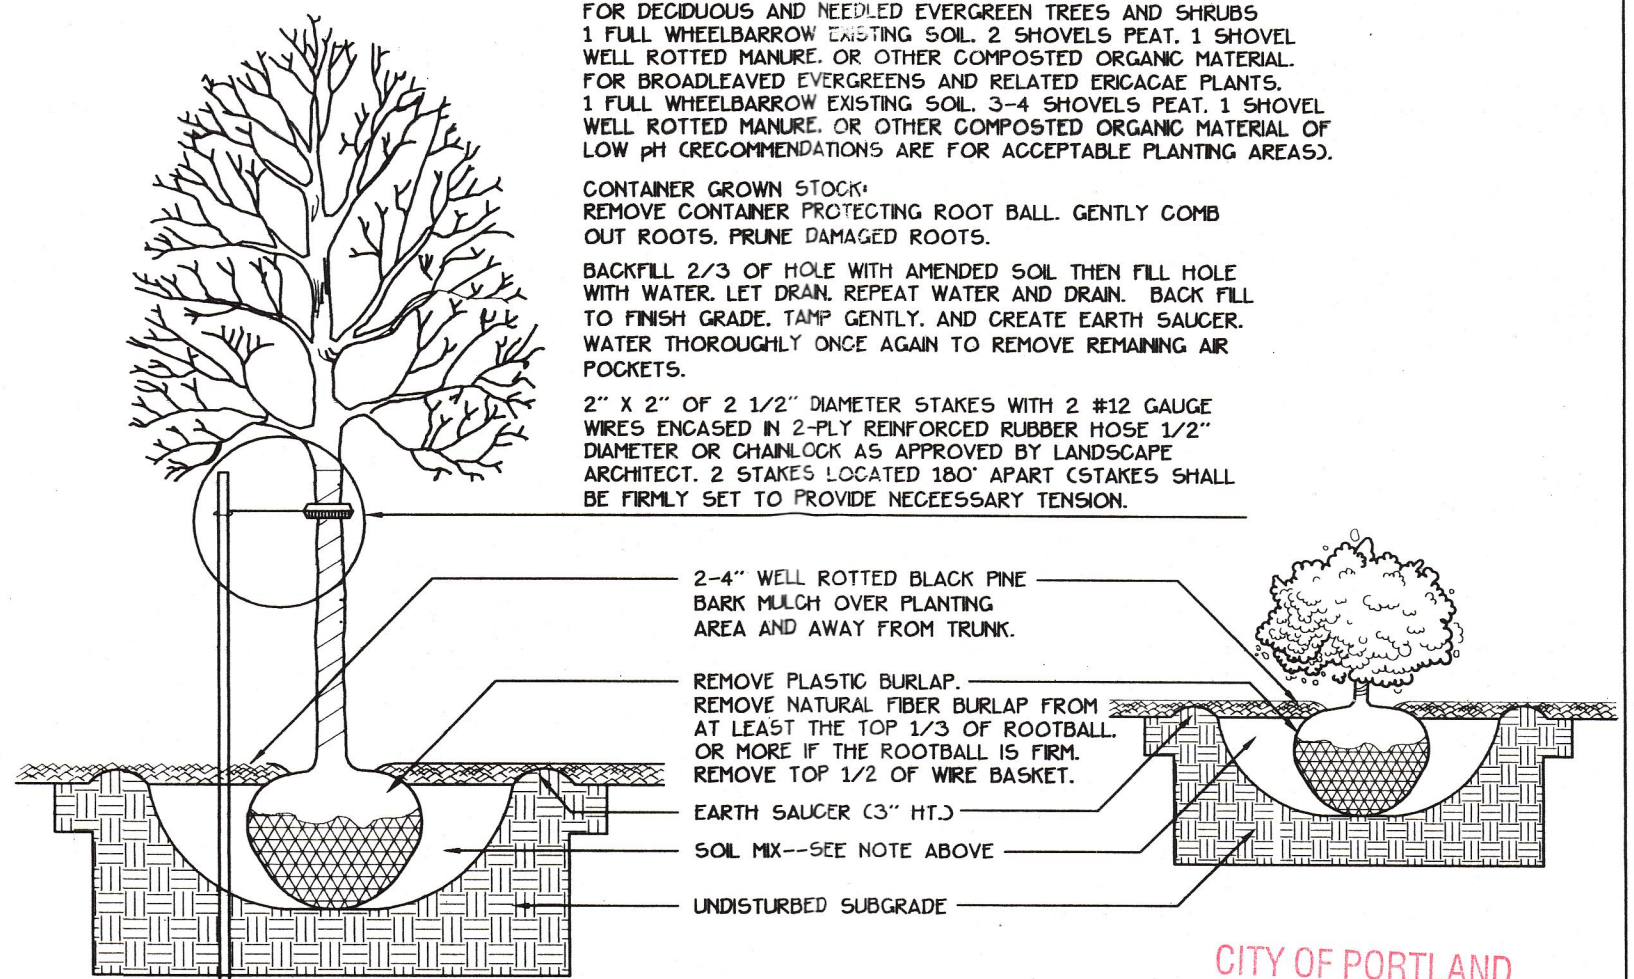 FOR DECIDUOUS AND NEEDLED EVERGREEN TREES AND SHRUBS
1 FULL WHEELBARROW EXISTING SOIL. 2 SHOVELS PEAT. 1 SHOVEL
WELL ROTTED MANURE. OR OTHER COMPOSTED ORGANIC MATERIAL.
FOR BROADLEAVED EVERGREENS AND RELATED ERICACAE PLANTS.
1 FULL WHEELBARROW EXISTING SOIL. 3-4 SHOVELS PEAT. 1 SHOVEL
WELL ROTTED MANURE. OR OTHER COMPOSTED ORGANIC MATERIAL OF
LOW pH (RECOMMENDATIONS ARE FOR ACCEPTABLE PLANTING AREAS).
CONTAINER GROWN STOCK:
REMOVE CONTAINER PROTECTING ROOT BALL. GENTLY COMB
OUT ROOTS. PRUNE DAMAGED ROOTS.
BACKFILL 2/3 OF HOLE WITH AMENDED SOIL THEN FILL HOLE
WITH WATER. LET DRAIN. REPEAT WATER AND DRAIN. BACK FILL
TO FINISH GRADE. TAMP GENTLY. AND CREATE EARTH SAUCER.
WATER THOROUGHLY ONCE AGAIN TO REMOVE REMAINING AIR
POCKETS.
2" X 2" OF 2 1/2" DIAMETER STAKES WITH 2 #12 GAUGE
WIRES ENCASED IN 2-PLY REINFORCED RUBBER HOSE 1/2"
DIAMETER OR CHAINLOCK AS APPROVED BY LANDSCAPE
ARCHITECT. 2 STAKES LOCATED 180° APART (STAKES SHALL
BE FIRMLY SET TO PROVIDE NECEESSARY TENSION.
2-4" WELL ROTTED BLACK PINE
BARK MULCH OVER PLANTING
AREA AND AWAY FROM TRUNK.
REMOVE PLASTIC BURLAP.
REMOVE NATURAL FIBER BURLAP FROM
AT LEAST THE TOP 1/3 OF ROOTBALL.
OR MORE IF THE ROOTBALL IS FIRM.
REMOVE TOP 1/2 OF WIRE BASKET.
EARTH SAUCER (3" HT.)
SOIL MIX--SEE NOTE ABOVE
UNDISTURBED SUBGRADE
CITY OF PORTLAND